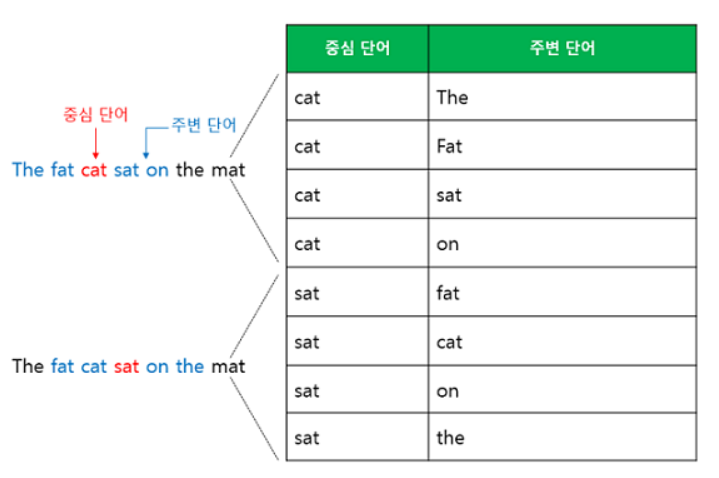 중심 단어
주변 단어
The fat cat sat on the mat
The fat cat sat on the mat
중심 단어 주변 단어
cat The
cat Fat
cat sat
cat on
sat fat
sat cat
sat on
sat the